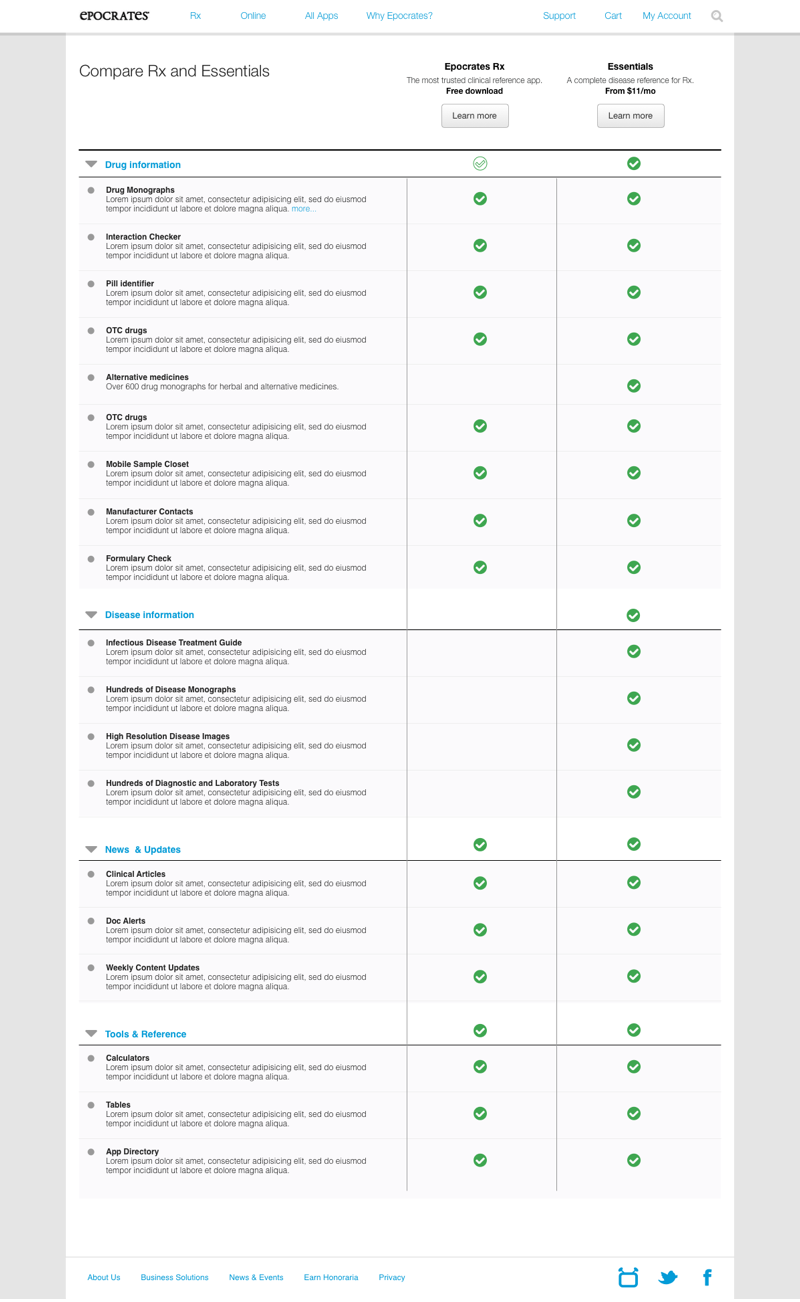 epocrates
Rx
Online
All Apps
Why Epocrates?
Support
Cart
My Account
Compare Rx and Essentials
Epocrates Rx
The most trusted clinical reference app.
Free download
Learn more
Essentials
A complete disease reference for Rx.
From $11/mo
Learn more
Drug information
Drug Monographs
Lorem ipsum dolor sit amet, consectetur adipisicing elit, sed do eiusmod
tempor incididunt ut labore et dolore magna aliqua. more...
Interaction Checker
Lorem ipsum dolor sit amet, consectetur adipisicing elit, sed do eiusmod
tempor incididunt ut labore et dolore magna aliqua.
Pill identifier
Lorem ipsum dolor sit amet, consectetur adipisicing elit, sed do eiusmod
tempor incididunt ut labore et dolore magna aliqua.
OTC drugs
Lorem ipsum dolor sit amet, consectetur adipisicing elit, sed do eiusmod
tempor incididunt ut labore et dolore magna aliqua.
Alternative medicines
Over 600 drug monographs for herbal and alternative medicines.
OTC drugs
Lorem ipsum dolor sit amet, consectetur adipisicing elit, sed do eiusmod
tempor incididunt ut labore et dolore magna aliqua.
Mobile Sample Closet
Lorem ipsum dolor sit amet, consectetur adipisicing elit, sed do eiusmod
tempor incididunt ut labore et dolore magna aliqua.
Manufacturer Contacts
Lorem ipsum dolor sit amet, consectetur adipisicing elit, sed do eiusmod
tempor incididunt ut labore et dolore magna aliqua.
Formulary Check
Lorem ipsum dolor sit amet, consectetur adipisicing elit, sed do eiusmod
tempor incididunt ut labore et dolore magna aliqua.
Disease information
Infectious Disease Treatment Guide
Lorem ipsum dolor sit amet, consectetur adipisicing elit, sed do eiusmod
tempor incididunt ut labore et dolore magna aliqua.
Hundreds of Disease Monographs
Lorem ipsum dolor sit amet, consectetur adipisicing elit, sed do eiusmod
tempor incididunt ut labore et dolore magna aliqua.
High Resolution Disease Images
Lorem ipsum dolor sit amet, consectetur adipisicing elit, sed do eiusmod
tempor incididunt ut labore et dolore magna aliqua.
Hundreds of Diagnostic and Laboratory Tests
Lorem ipsum dolor sit amet, consectetur adipisicing elit, sed do eiusmod
tempor incididunt ut labore et dolore magna aliqua.
News & Updates
Clinical Articles
Lorem ipsum dolor sit amet, consectetur adipisicing elit, sed do eiusmod
tempor incididunt ut labore et dolore magna aliqua.
Doc Alerts
Lorem ipsum dolor sit amet, consectetur adipisicing elit, sed do eiusmod
tempor incididunt ut labore et dolore magna aliqua.
Weekly Content Updates
Lorem ipsum dolor sit amet, consectetur adipisicing elit, sed do eiusmod
tempor incididunt ut labore et dolore magna aliqua.
Tools & Reference
Calculators
Lorem ipsum dolor sit amet, consectetur adipisicing elit, sed do eiusmod
tempor incididunt ut labore et dolore magna aliqua.
Tables
Lorem ipsum dolor sit amet, consectetur adipisicing elit, sed do eiusmod
tempor incididunt ut labore et dolore magna aliqua.
App Directory
Lorem ipsum dolor sit amet, consectetur adipisicing elit, sed do eiusmod
tempor incididunt ut labore et dolore magna aliqua.
About Us
Business Solutions
News & Events
Earn Honoraria
Privacy